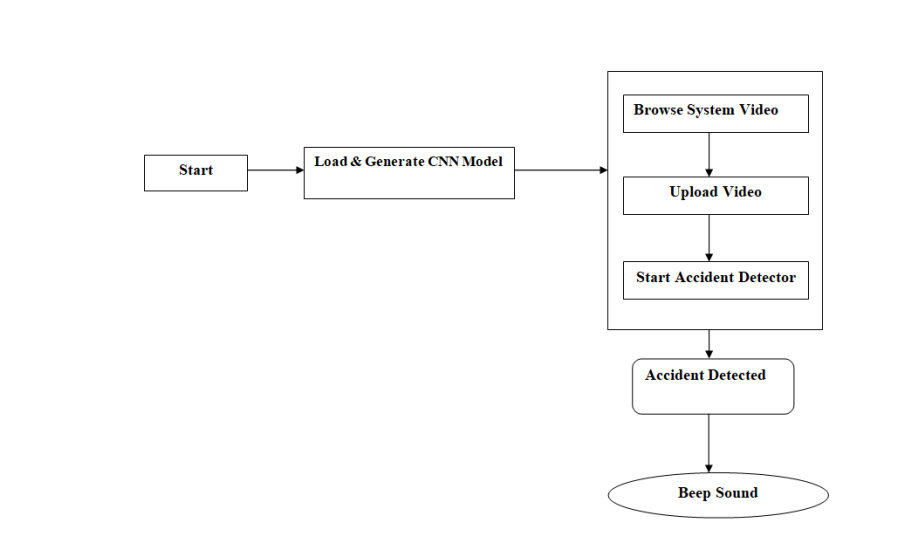 Start
Load & Generate CNN Model
Browse System Video
Upload Video
Start Accident Detector
Accident Detected
Beep Sound